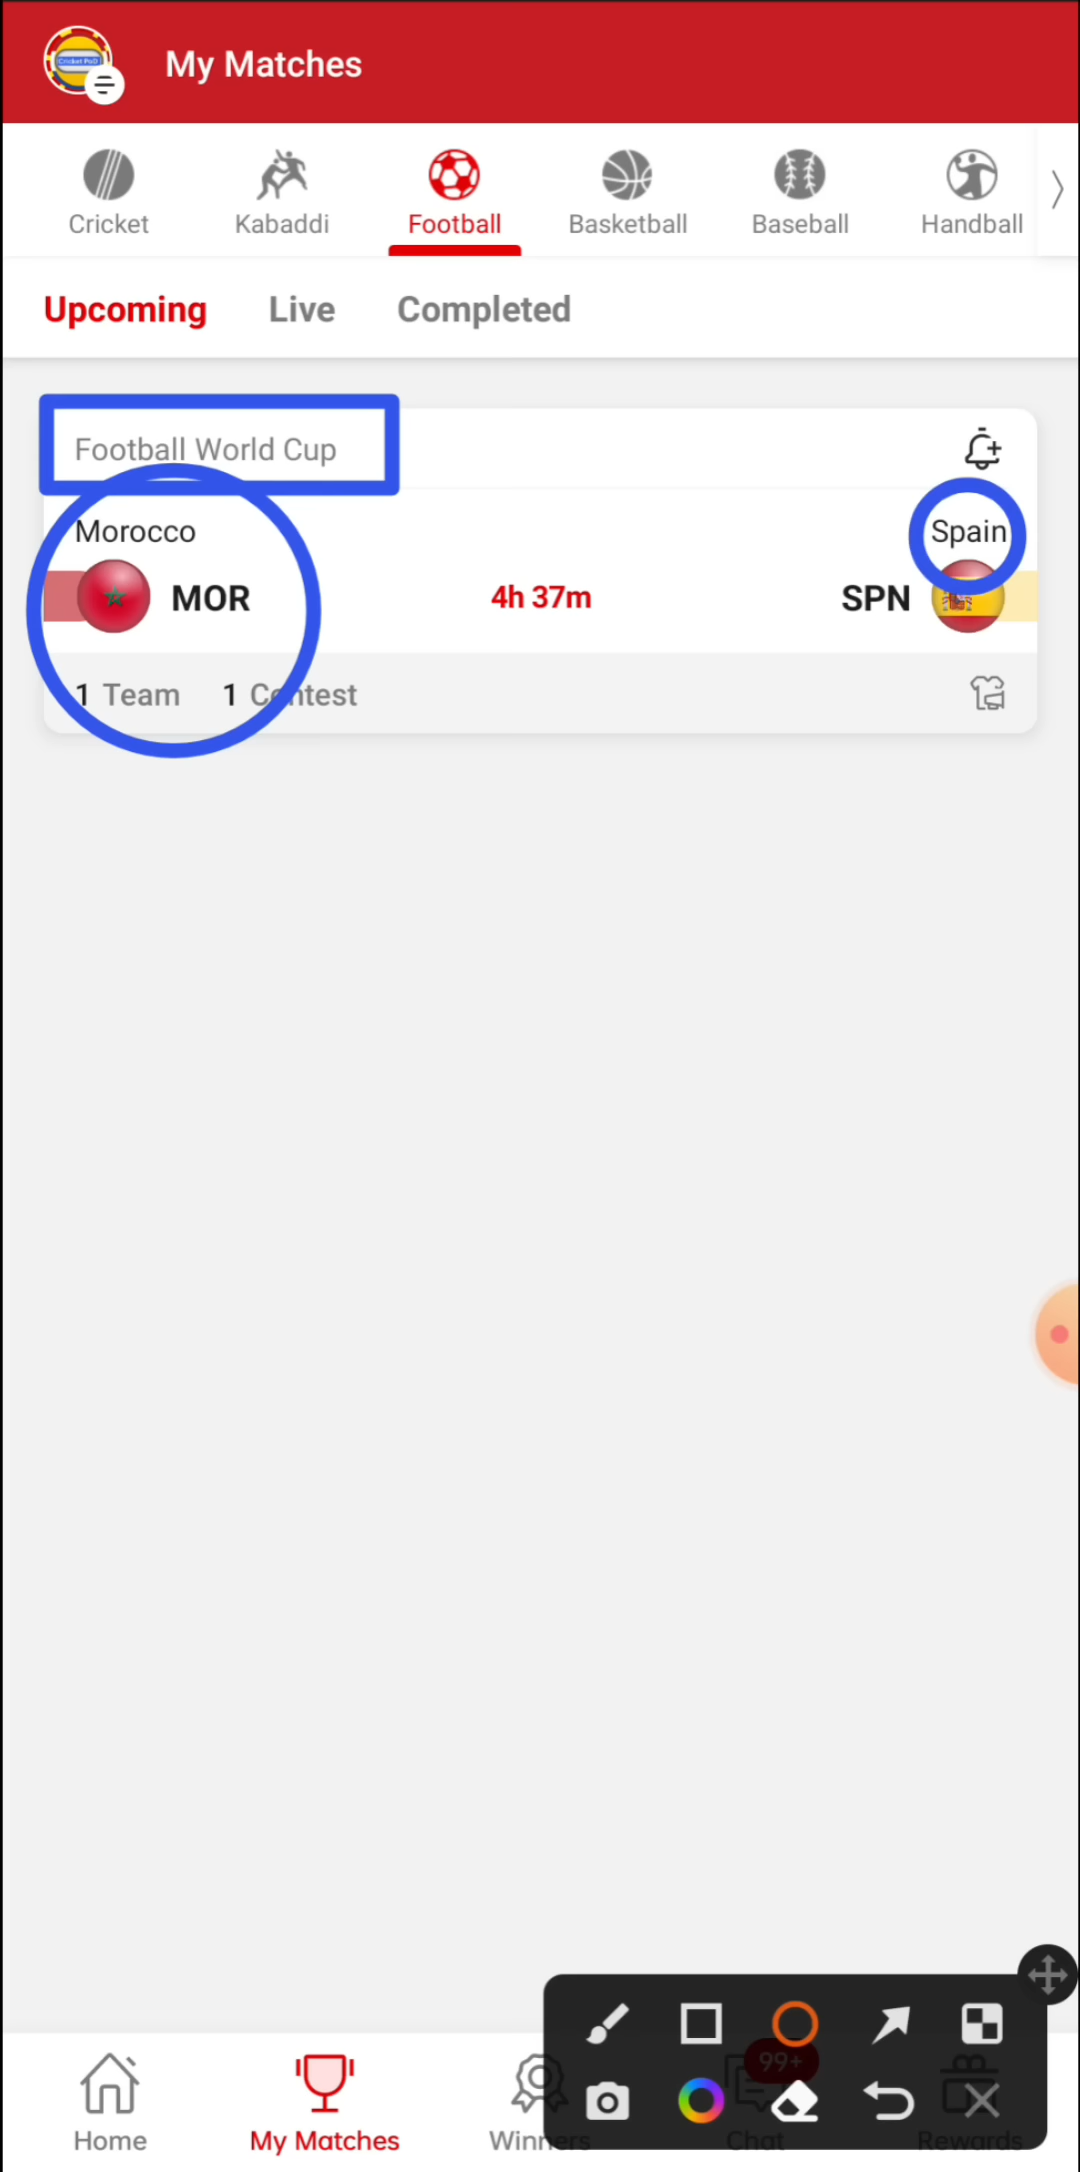 My Matches
Cricket Kabaddi Football Basketball Baseball Handball
Upcoming Live Completed
Football World Cup
Morocco Spain
MOR 4h 37m SPN
1 Team 1 Contest
99+
Home My Matches Winners Chat Rewards